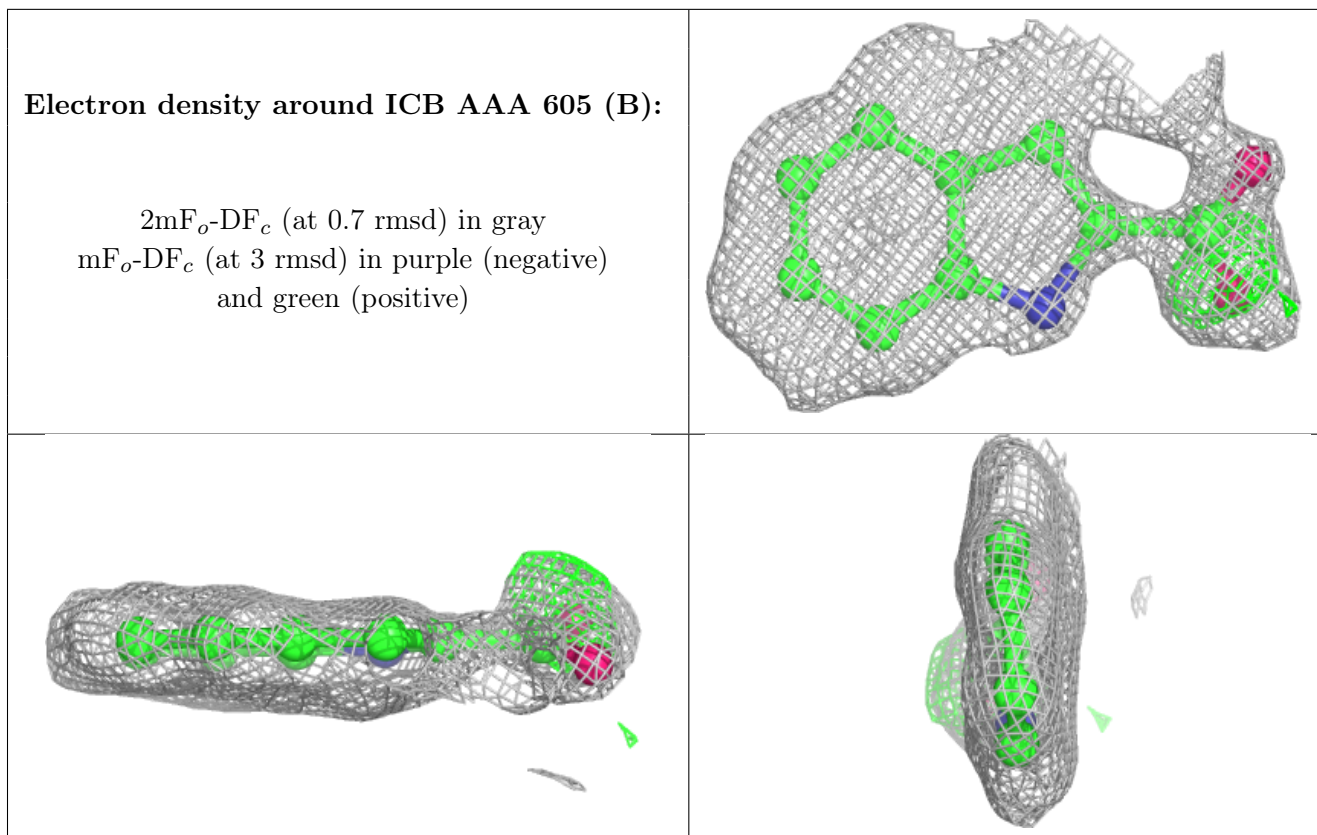 Electron density around ICB AAA 605 (B):
2mFo-DFc (at 0.7 rmsd) in gray
mFo-DFc (at 3 rmsd) in purple (negative)
and green (positive)